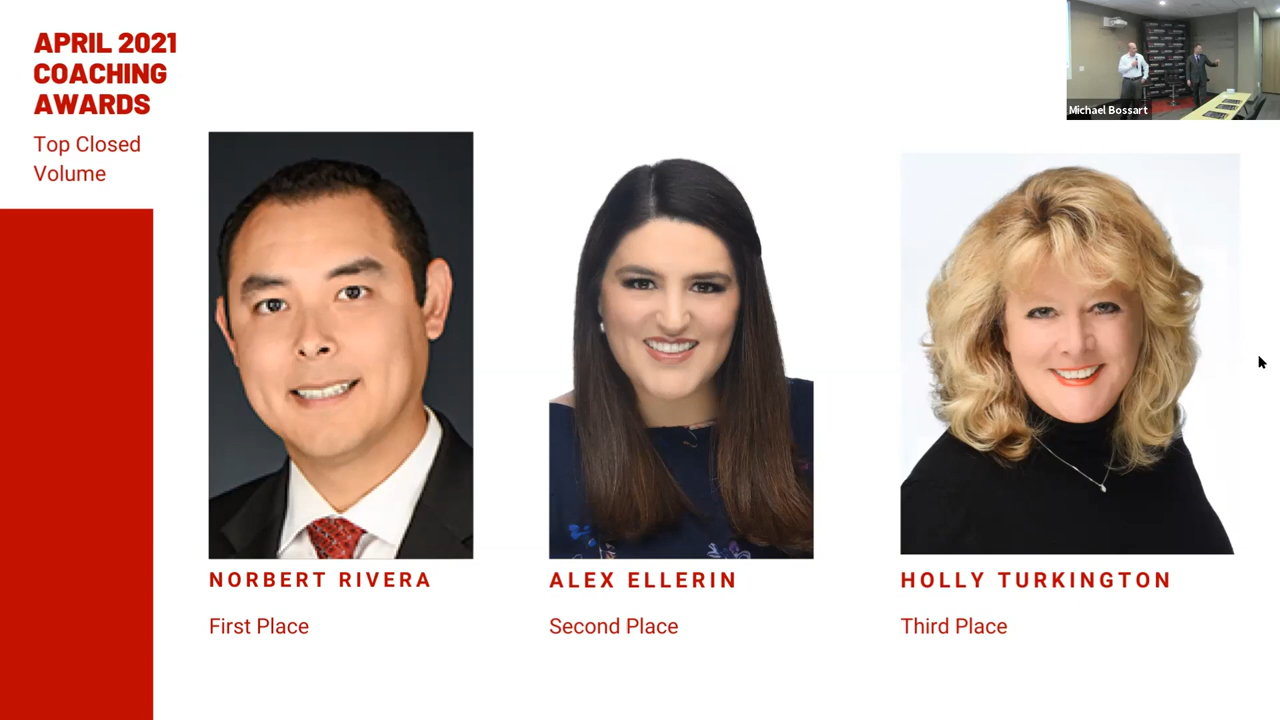 APRIL 2021
COACHING
AWARDS
Top Closed
Volume
Michael Bossart
NORBERT RIVERA
First Place
ALEX ELLERIN
Second Place
HOLLY TURKINGTON
Third Place